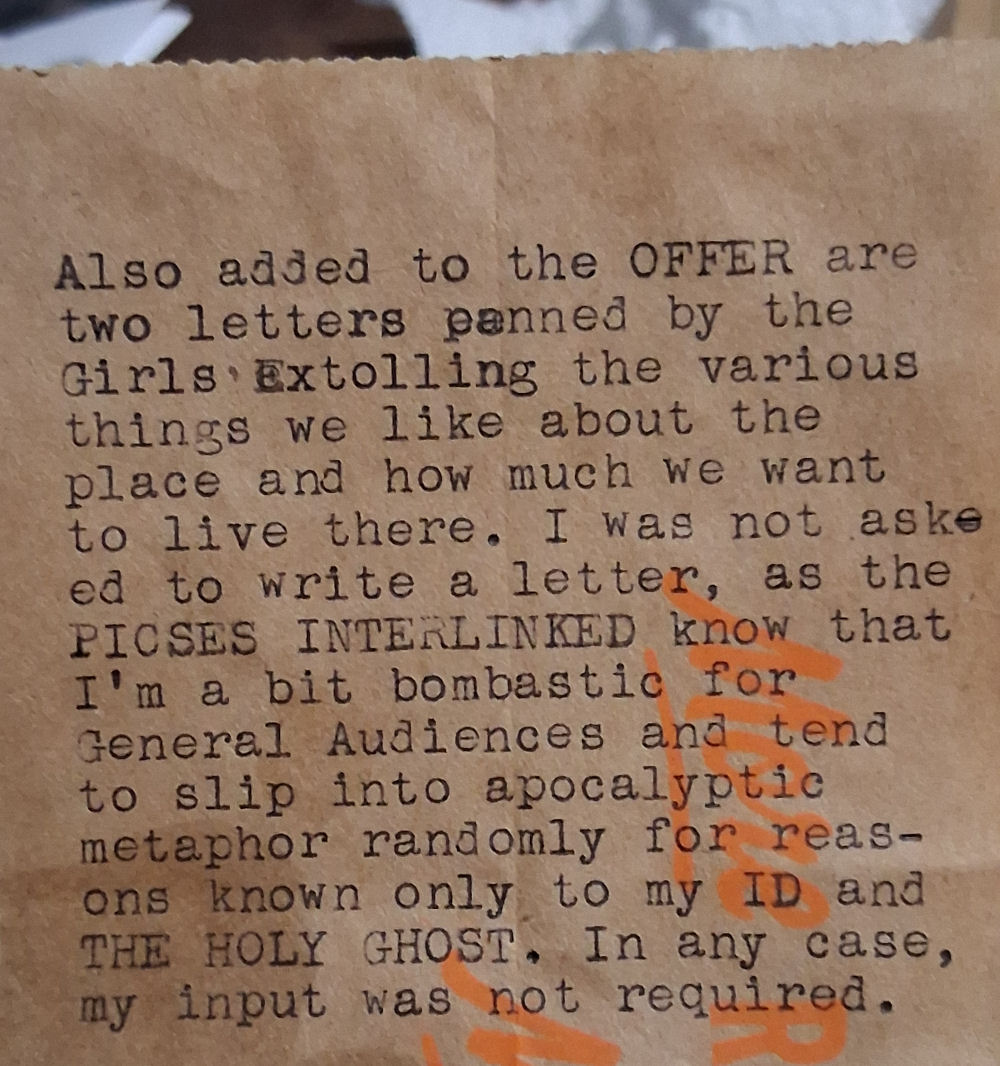 Also added to the OFFER are
two letters penned by the
Girls' Extolling the various
things we like about the
place and how much we want
to live there. I was not aske
ed to write a letter, as the
PICSES INTERLINKED know that
I'm a bit bombastic for
General Audiences and tend
to slip into apocalyptic
metaphor randomly for reas-
ons known only to my ID and
THE HOLY GHOST. In any case,
my input was not required.